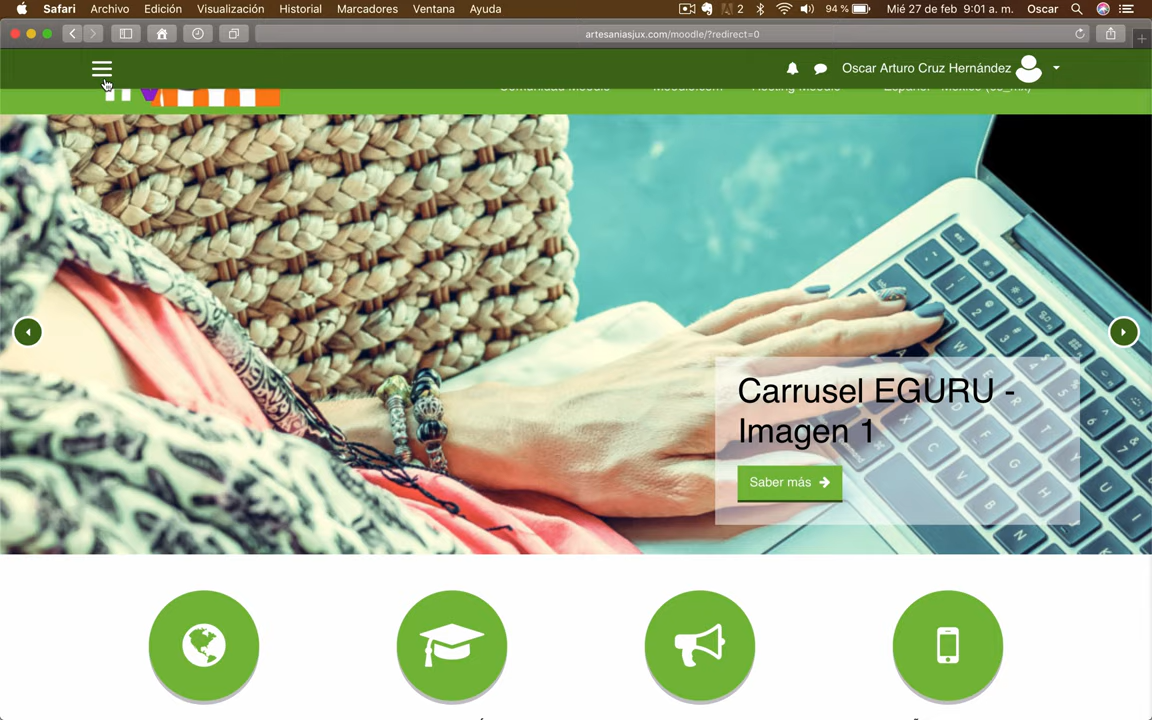 Safari Archivo Edición Visualización Historial Marcadores Ventana Ayuda 2 94 % Mié 27 de feb 9:01 a. m. Oscar
artesaniasjux.com/moodle/?redirect=0
Oscar Arturo Cruz Hernández
Comunidad Moodle Moodle.com Hosting Moodle Español - México (es_mx)
Carrusel EGURU -
Imagen 1
Saber más